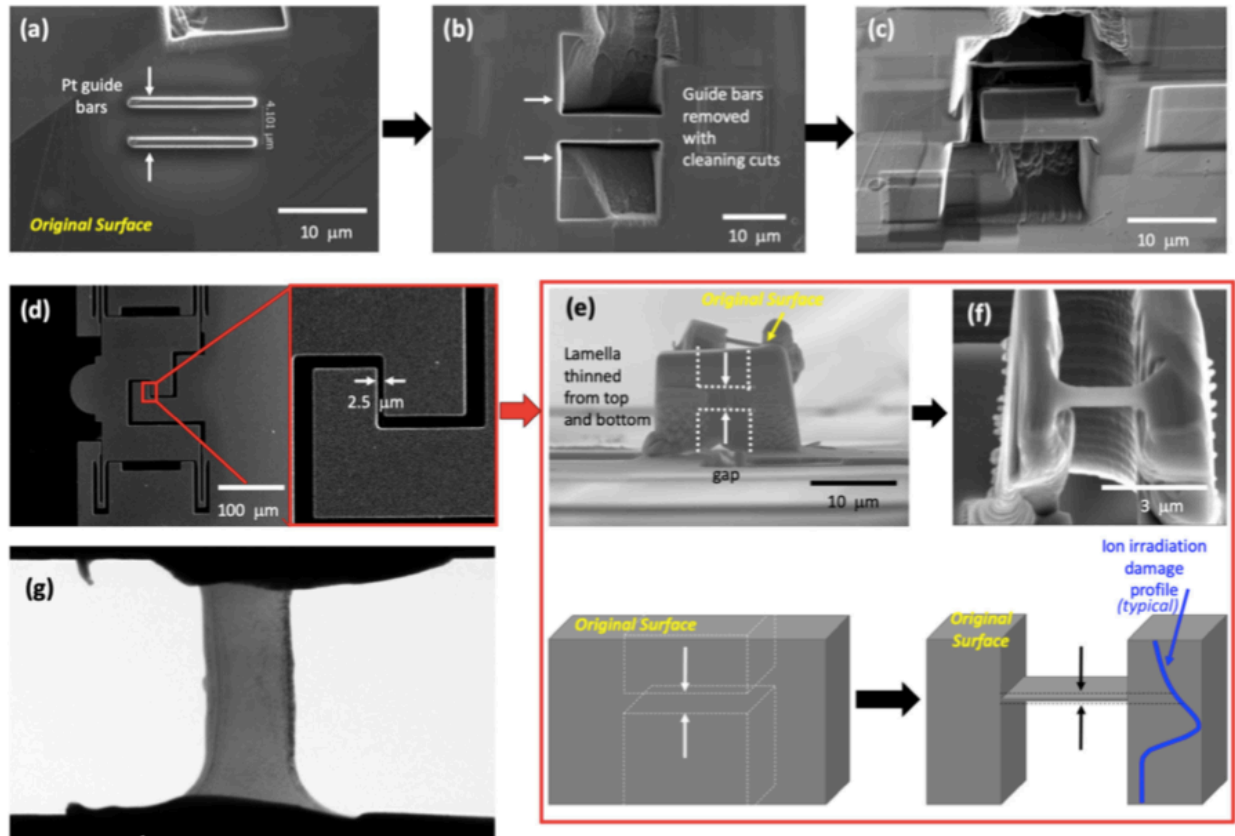 (a)
Pt guide
bars
4.101 μm
Original Surface
10 μm
(b)
Guide bars
removed
with
cleaning cuts
10 μm
(c)
10 μm
(d)
2.5 μm
100 μm
(e)
Original Surface
Lamella
thinned
from top
and bottom
gap
10 μm
(f)
3 μm
(g)
Original Surface
Original
Surface
Ion irradiation
damage
profile
(typical)